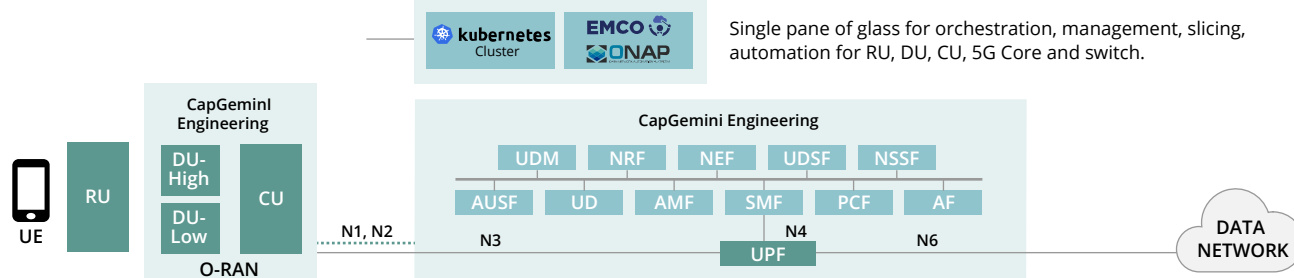 kubernetes
Cluster
EMCO
ONAP
Single pane of glass for orchestration, management, slicing,
automation for RU, DU, CU, 5G Core and switch.
CapGeminI
Engineering
CapGemini Engineering
UE
RU
DU-
High
DU-
Low
CU
O-RAN
UDM
NRF
NEF
UDSF
NSSF
AUSF
UD
AMF
SMF
PCF
AF
N1, N2
N3
N4
N6
UPF
DATA
NETWORK